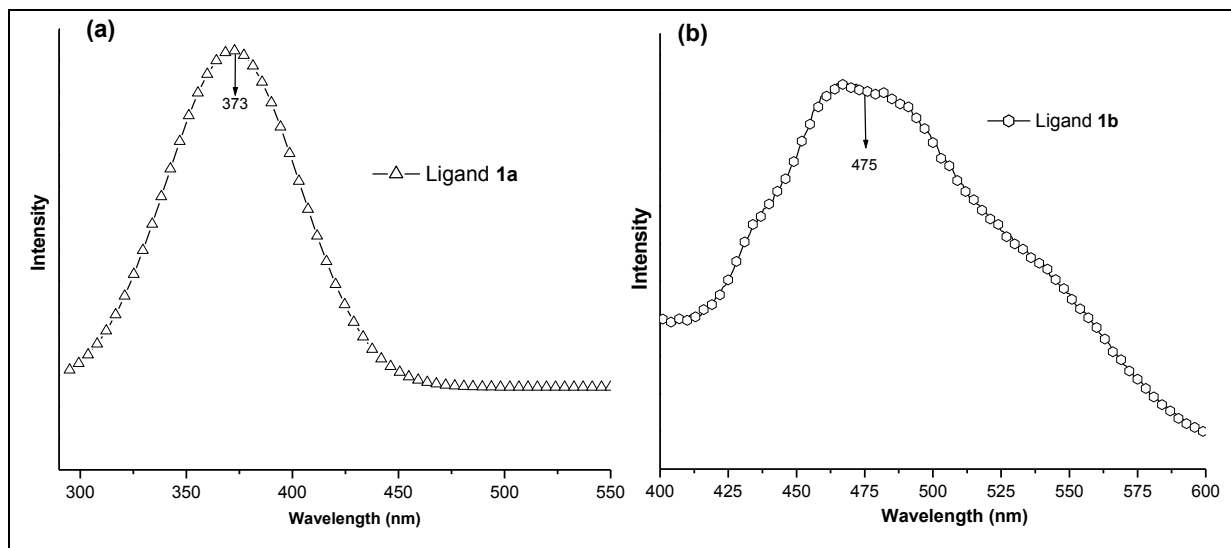 (a)
373
Ligand 1a
Intensity
300 350 400 450 500 550
Wavelength (nm)
(b)
475
Ligand 1b
Intensity
400 425 450 475 500 525 550 575 600
Wavelength (nm)